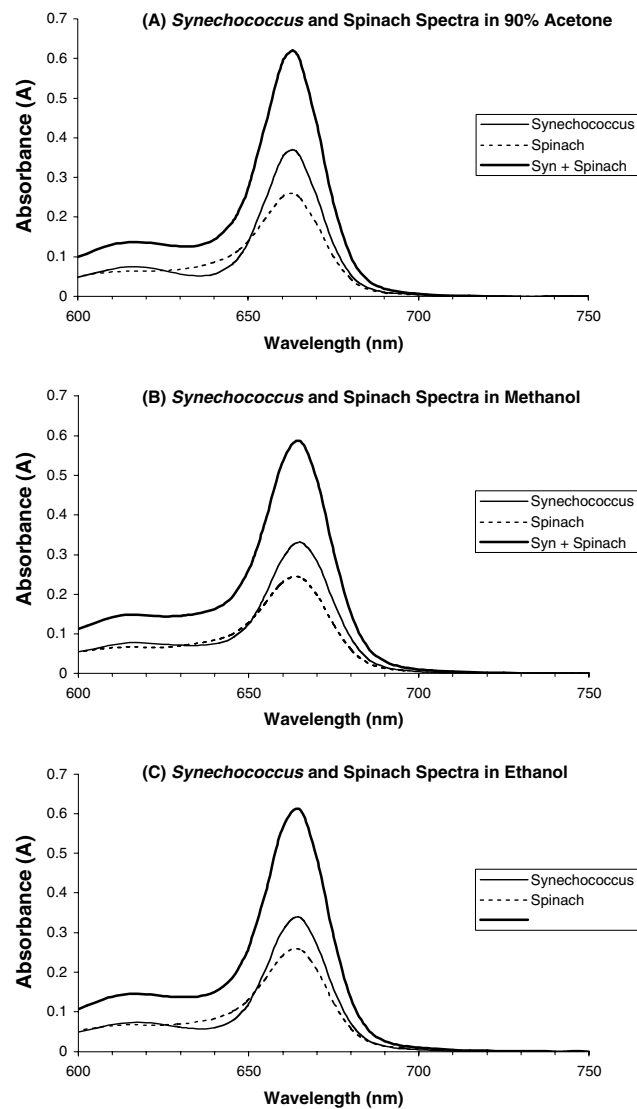 (A) Synechococcus and Spinach Spectra in 90% Acetone
0.7
0.6
0.5
0.4
0.3
0.2
0.1
0
Absorbance (A)
Synechococcus
Spinach
Syn + Spinach
600 650 700 750
Wavelength (nm)
(B) Synechococcus and Spinach Spectra in Methanol
0.7
0.6
0.5
0.4
0.3
0.2
0.1
0
Absorbance (A)
Synechococcus
Spinach
Syn + Spinach
600 650 700 750
Wavelength (nm)
(C) Synechococcus and Spinach Spectra in Ethanol
0.7
0.6
0.5
0.4
0.3
0.2
0.1
0
Absorbance (A)
Synechococcus
Spinach
600 650 700 750
Wavelength (nm)